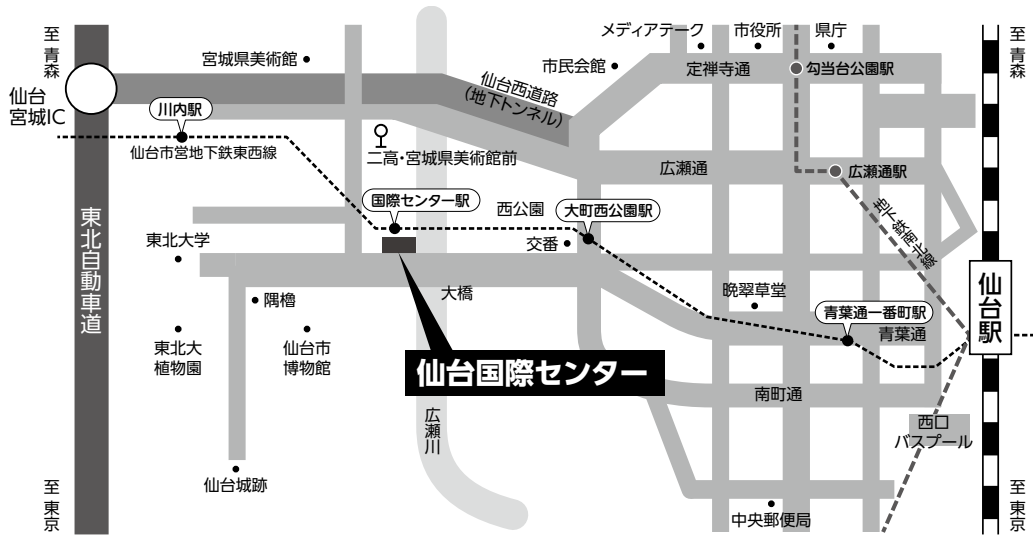 至 青森
仙台
宮城IC
東北自動車道
至 東京
宮城県美術館
川内駅
仙台市営地下鉄東西線
仙台西道路
(地下トンネル)
二高・宮城県美術館前
国際センター駅
西公園
大町西公園駅
交番
東北大学
隅櫓
大橋
東北大
植物園
仙台市
博物館
仙台国際センター
広瀬川
仙台城跡
メディアテーク
市役所
県庁
市民会館
定禅寺通
勾当台公園駅
広瀬通
広瀬通駅
地下鉄南北線
晩翠草堂
青葉通一番町駅
青葉通
仙台駅
南町通
西口
バスプール
中央郵便局
至 青森
至 東京